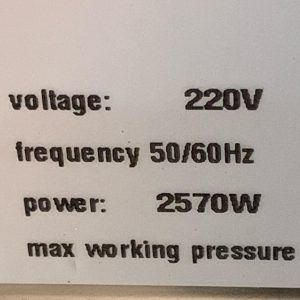 voltage: 220V
frequency 50/60Hz
power: 2570W
max working pressure